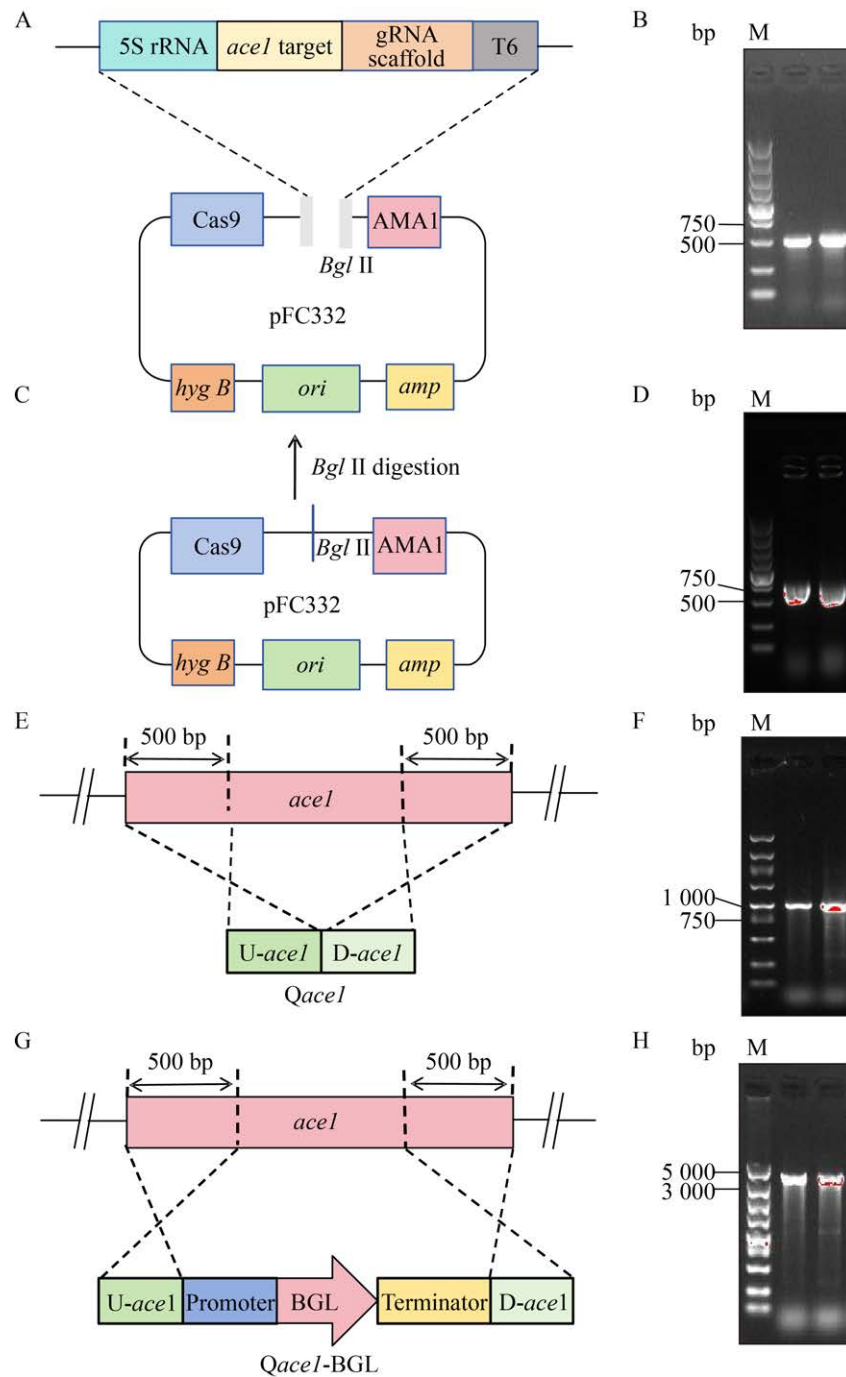 A
5S rRNA
ace1 target
gRNA
scaffold
T6
Cas9
AMA1
Bgl II
pFC332
hyg B
ori
amp
B
bp
M
750
500
C
Bgl II digestion
Cas9
Bgl II
AMA1
pFC332
hyg B
ori
amp
D
bp
M
750
500
E
500 bp
500 bp
ace1
U-ace1
D-ace1
Qace1
F
bp
M
1 000
750
G
500 bp
500 bp
ace1
U-ace1
Promoter
BGL
Terminator
D-ace1
Qace1-BGL
H
bp
M
5 000
3 000